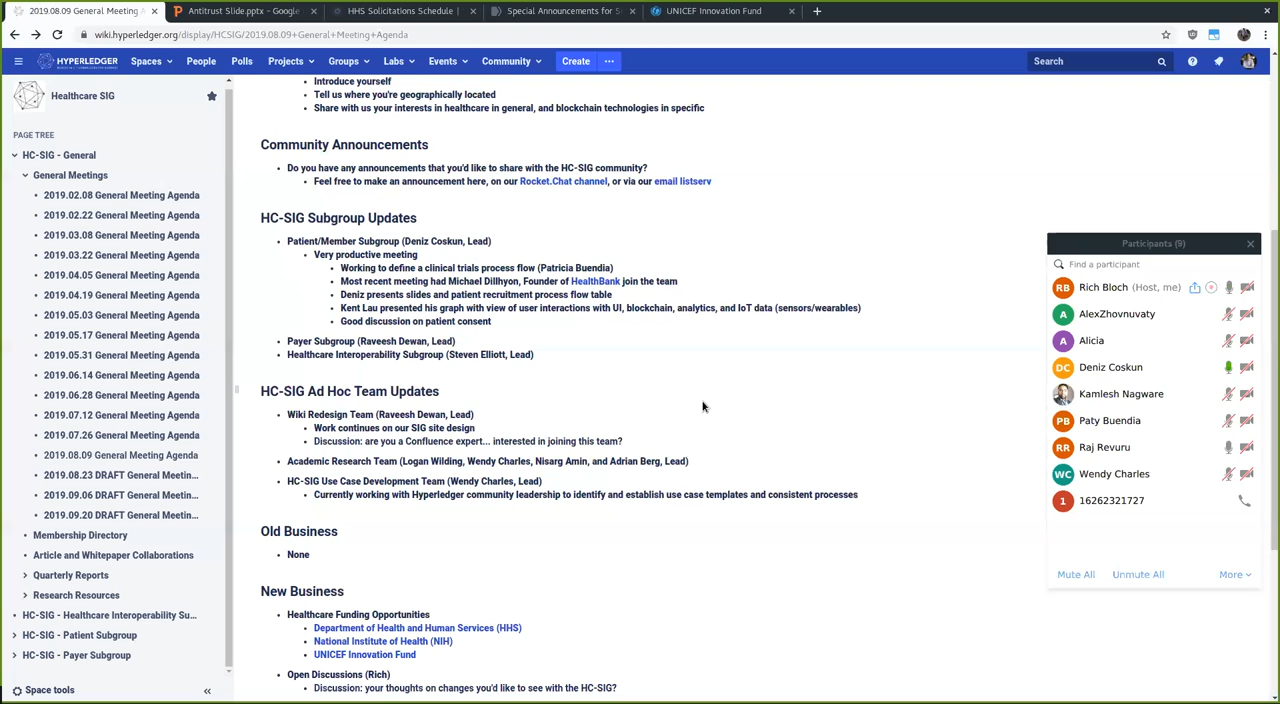 2019.08.09 General Meeting A
Antitrust Slide.pptx - Google
HHS Solicitations Schedule |
Special Announcements for S
UNICEF Innovation Fund
wiki.hyperledger.org/display/HCSIG/2019.08.09+General+Meeting+Agenda
HYPERLEDGER
Spaces
People
Polls
Projects
Groups
Labs
Events
Community
Create
Search
Healthcare SIG
PAGE TREE
HC-SIG - General
General Meetings
2019.02.08 General Meeting Agenda
2019.02.22 General Meeting Agenda
2019.03.08 General Meeting Agenda
2019.03.22 General Meeting Agenda
2019.04.05 General Meeting Agenda
2019.04.19 General Meeting Agenda
2019.05.03 General Meeting Agenda
2019.05.17 General Meeting Agenda
2019.05.31 General Meeting Agenda
2019.06.14 General Meeting Agenda
2019.06.28 General Meeting Agenda
2019.07.12 General Meeting Agenda
2019.07.26 General Meeting Agenda
2019.08.09 General Meeting Agenda
2019.08.23 DRAFT General Meetin...
2019.09.06 DRAFT General Meetin...
2019.09.20 DRAFT General Meetin...
Membership Directory
Article and Whitepaper Collaborations
Quarterly Reports
Research Resources
HC-SIG - Healthcare Interoperability Su...
HC-SIG - Patient Subgroup
HC-SIG - Payer Subgroup
Space tools
Introduce yourself
Tell us where you're geographically located
Share with us your interests in healthcare in general, and blockchain technologies in specific
Community Announcements
Do you have any announcements that you'd like to share with the HC-SIG community?
Feel free to make an announcement here, on our Rocket.Chat channel, or via our email listserv
HC-SIG Subgroup Updates
Patient/Member Subgroup (Deniz Coskun, Lead)
Very productive meeting
Working to define a clinical trials process flow (Patricia Buendia)
Most recent meeting had Michael Dillhyon, Founder of HealthBank join the team
Deniz presents slides and patient recruitment process flow table
Kent Lau presented his graph with view of user interactions with UI, blockchain, analytics, and IoT data (sensors/wearables)
Good discussion on patient consent
Payer Subgroup (Raveesh Dewan, Lead)
Healthcare Interoperability Subgroup (Steven Elliott, Lead)
HC-SIG Ad Hoc Team Updates
Wiki Redesign Team (Raveesh Dewan, Lead)
Work continues on our SIG site design
Discussion: are you a Confluence expert... interested in joining this team?
Academic Research Team (Logan Wilding, Wendy Charles, Nisarg Amin, and Adrian Berg, Lead)
HC-SIG Use Case Development Team (Wendy Charles, Lead)
Currently working with Hyperledger community leadership to identify and establish use case templates and consistent processes
Old Business
None
New Business
Healthcare Funding Opportunities
Department of Health and Human Services (HHS)
National Institute of Health (NIH)
UNICEF Innovation Fund
Open Discussions (Rich)
Discussion: your thoughts on changes you'd like to see with the HC-SIG?
Participants (9)
Find a participant
RB Rich Bloch (Host, me)
A AlexZhovnuvaty
A Alicia
DC Deniz Coskun
Kamlesh Nagware
PB Paty Buendia
RR Raj Revuru
WC Wendy Charles
1 16262321727
Mute All
Unmute All
More